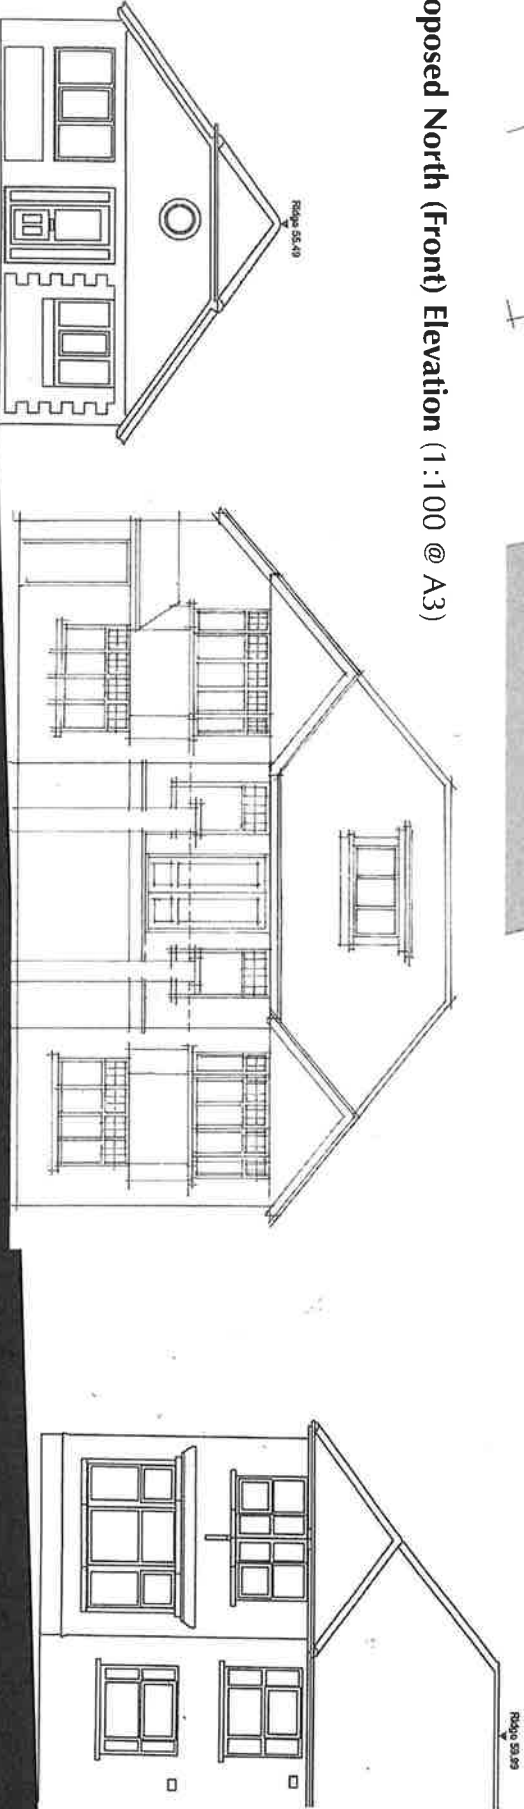 oposed North (Front) Elevation (1:100 @ A3)
Ridge 55.49
Ridge 59.99